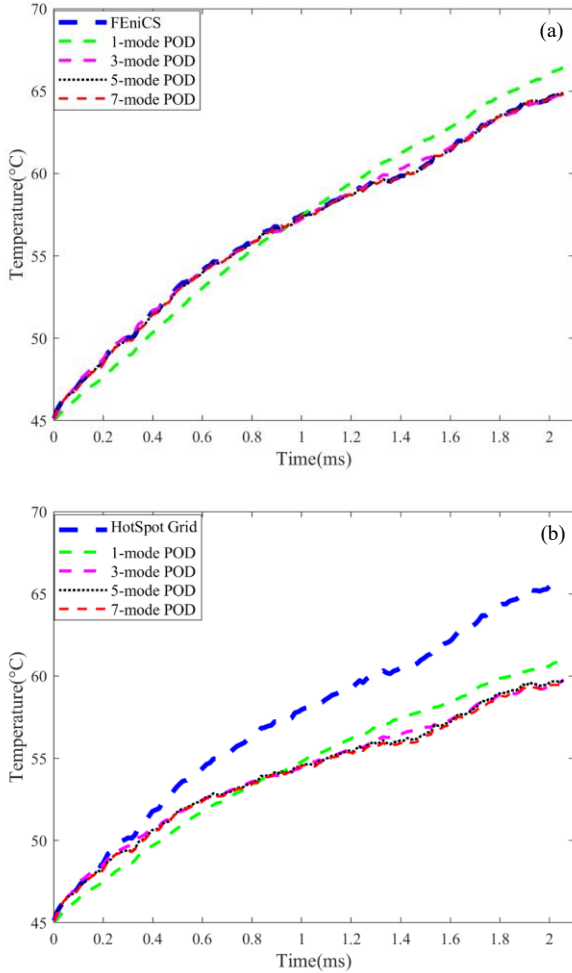 70
65
60
55
50
45
Temperature(°C)
FEniCS
1-mode POD
3-mode POD
5-mode POD
7-mode POD
(a)
0 0.2 0.4 0.6 0.8 1 1.2 1.4 1.6 1.8 2
Time(ms)
70
65
60
55
50
45
Temperature(°C)
HotSpot Grid
1-mode POD
3-mode POD
5-mode POD
7-mode POD
(b)
0 0.2 0.4 0.6 0.8 1 1.2 1.4 1.6 1.8 2
Time(ms)